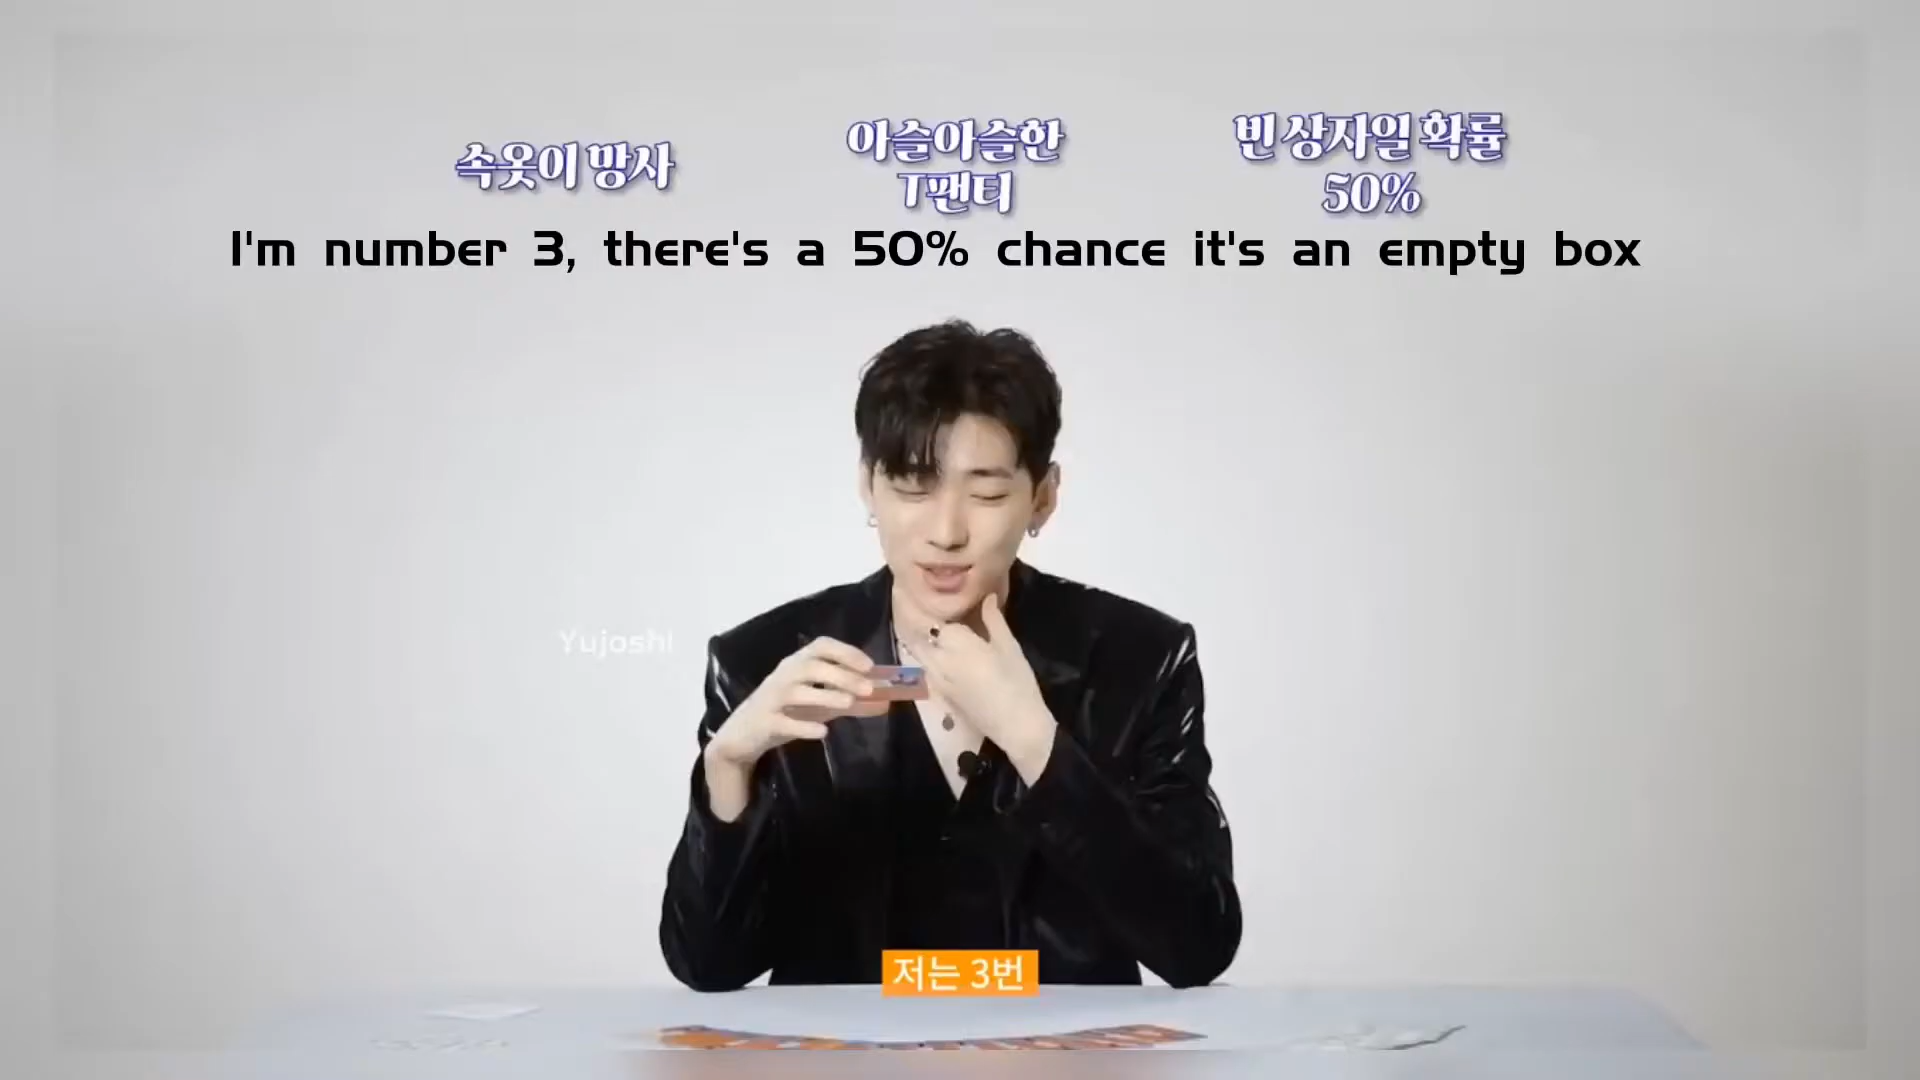 속옷이 망사
아슬아슬한
T팬티
빈 상자일 확률
50%
I'm number 3, there's a 50% chance it's an empty box
Yujoshi
저는 3번